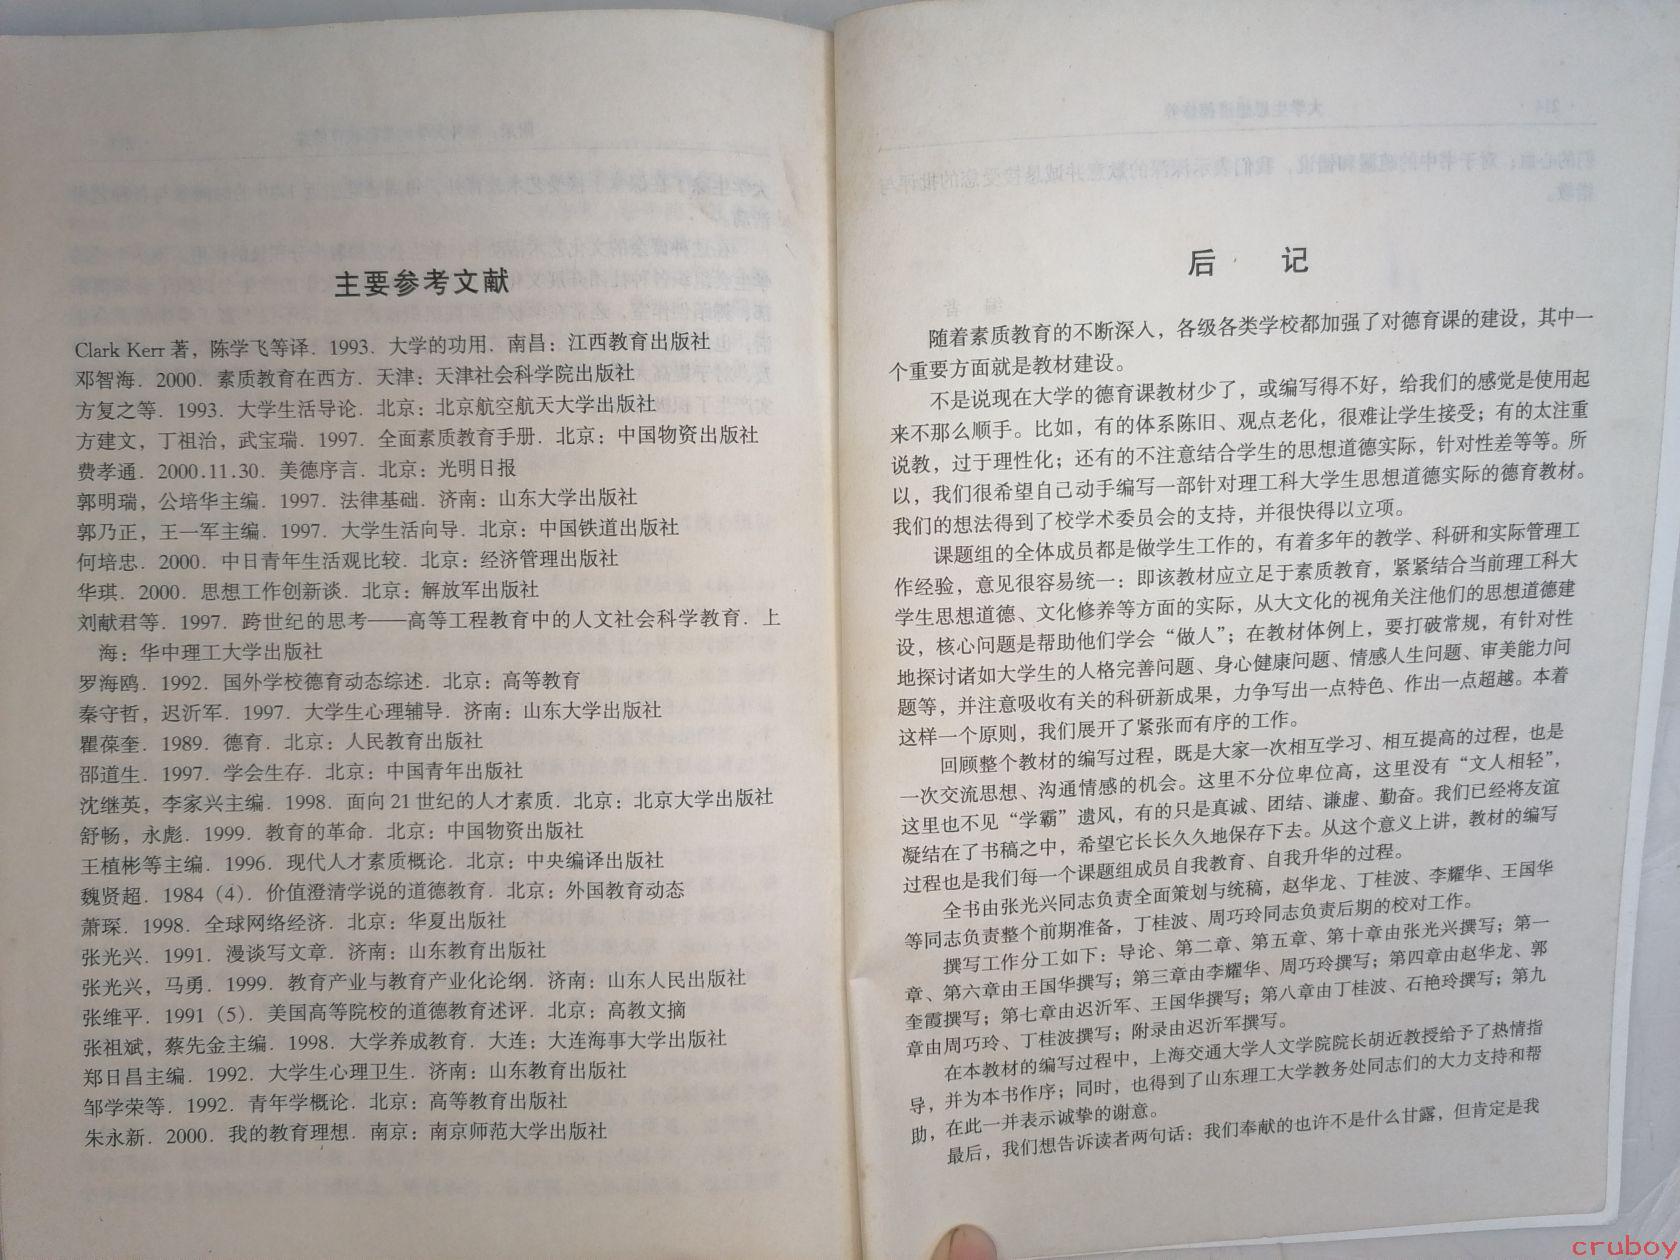 主要参考文献
Clark Kerr 著，陈学飞等译．1993．大学的功用．南昌：江西教育出版社
邓智海．2000．素质教育在西方．天津：天津社会科学院出版社
方复之等．1993．大学生活导论．北京：北京航空航天大学出版社
方建文，丁祖治，武宝瑞．1997．全面素质教育手册．北京：中国物资出版社
费孝通．2000.11.30．美德序言．北京：光明日报
郭明瑞，公培华主编．1997．法律基础．济南：山东大学出版社
郭乃正，王一军主编．1997．大学生活向导．北京：中国铁道出版社
何培忠．2000．中日青年生活观比较．北京：经济管理出版社
华琪．2000．思想工作创新谈．北京：解放军出版社
刘献君等．1997．跨世纪的思考——高等工程教育中的人文社会科学教育．上
海：华中理工大学出版社
罗海鸥．1992．国外学校德育动态综述．北京：高等教育
秦守哲，迟沂军．1997．大学生心理辅导．济南：山东大学出版社
瞿葆奎．1989．德育．北京：人民教育出版社
邵道生．1997．学会生存．北京：中国青年出版社
沈继英，李家兴主编．1998．面向21世纪的人才素质．北京：北京大学出版社
舒畅，永彪．1999．教育的革命．北京：中国物资出版社
王植彬等主编．1996．现代人才素质概论．北京：中央编译出版社
魏贤超．1984（4）．价值澄清学说的道德教育．北京：外国教育动态
萧琛．1998．全球网络经济．北京：华夏出版社
张光兴．1991．漫谈写文章．济南：山东教育出版社
张光兴，马勇．1999．教育产业与教育产业化论纲．济南：山东人民出版社
张维平．1991（5）．美国高等院校的道德教育述评．北京：高教文摘
张祖斌，蔡先金主编．1998．大学养成教育．大连：大连海事大学出版社
郑日昌主编．1992．大学生心理卫生．济南：山东教育出版社
邹学荣等．1992．青年学概论．北京：高等教育出版社
朱永新．2000．我的教育理想．南京：南京师范大学出版社
后 记
随着素质教育的不断深入，各级各类学校都加强了对德育课的建设，其中一
个重要方面就是教材建设。
不是说现在大学的德育课教材少了，或编写得不好，给我们的感觉是使用起
来不那么顺手。比如，有的体系陈旧、观点老化，很难让学生接受；有的太注重
说教，过于理性化；还有的不注意结合学生的思想道德实际，针对性差等等。所
以，我们很希望自己动手编写一部针对理工科大学生思想道德实际的德育教材。
我们的想法得到了校学术委员会的支持，并很快得以立项。
课题组的全体成员都是做学生工作的，有着多年的教学、科研和实际管理工
作经验，意见很容易统一：即该教材应立足于素质教育，紧紧结合当前理工科大
学生思想道德、文化修养等方面的实际，从大文化的视角关注他们的思想道德建
设，核心问题是帮助他们学会“做人”；在教材体例上，要打破常规，有针对性
地探讨诸如大学生的人格完善问题、身心健康问题、情感人生问题、审美能力问
题等，并注意吸收有关的科研新成果，力争写出一点特色、作出一点超越。本着
这样一个原则，我们展开了紧张而有序的工作。
回顾整个教材的编写过程，既是大家一次相互学习、相互提高的过程，也是
一次交流思想、沟通情感的机会。这里不分位卑位高，这里没有“文人相轻”，
这里也不见“学霸”遗风，有的只是真诚、团结、谦虚、勤奋。我们已经将友谊
凝结在了书稿之中，希望它长长久久地保存下去。从这个意义上讲，教材的编写
过程也是我们每一个课题组成员自我教育、自我升华的过程。
全书由张光兴同志负责全面策划与统稿，赵华龙、丁桂波、李耀华、王国华
等同志负责整个前期准备，丁桂波、周巧玲同志负责后期的校对工作。
撰写工作分工如下：导论、第二章、第五章、第十章由张光兴撰写；第一
章、第六章由王国华撰写；第三章由李耀华、周巧玲撰写；第四章由赵华龙、郭
奎霞撰写；第七章由迟沂军、王国华撰写；第八章由丁桂波、石艳玲撰写；第九
章由周巧玲、丁桂波撰写；附录由迟沂军撰写。
在本教材的编写过程中，上海交通大学人文学院院长胡近教授给予了热情指
导，并为本书作序；同时，也得到了山东理工大学教务处同志们的大力支持和帮
助，在此一并表示诚挚的谢意。
最后，我们想告诉读者两句话：我们奉献的也许不是什么甘露，但肯定是我
cruboy